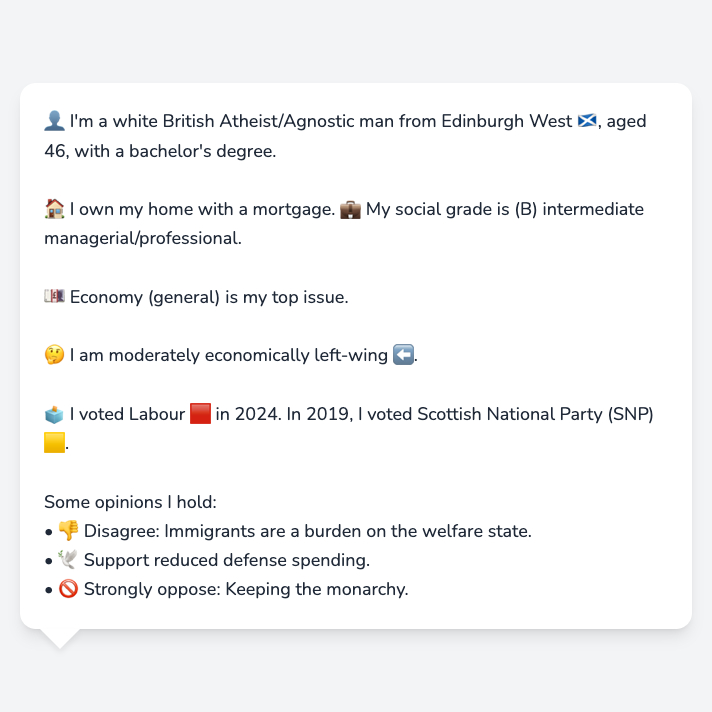 👤 I'm a white British Atheist/Agnostic man from Edinburgh West 🏴󠁧󠁢󠁳󠁣󠁴󠁿, aged
46, with a bachelor's degree.
🏠 I own my home with a mortgage. 💼 My social grade is (B) intermediate
managerial/professional.
💷 Economy (general) is my top issue.
🤔 I am moderately economically left-wing ⬅️.
🗳️ I voted Labour 🟥 in 2024. In 2019, I voted Scottish National Party (SNP)
🟨.
Some opinions I hold:
• 👎 Disagree: Immigrants are a burden on the welfare state.
• 🕊️ Support reduced defense spending.
• 🚫 Strongly oppose: Keeping the monarchy.